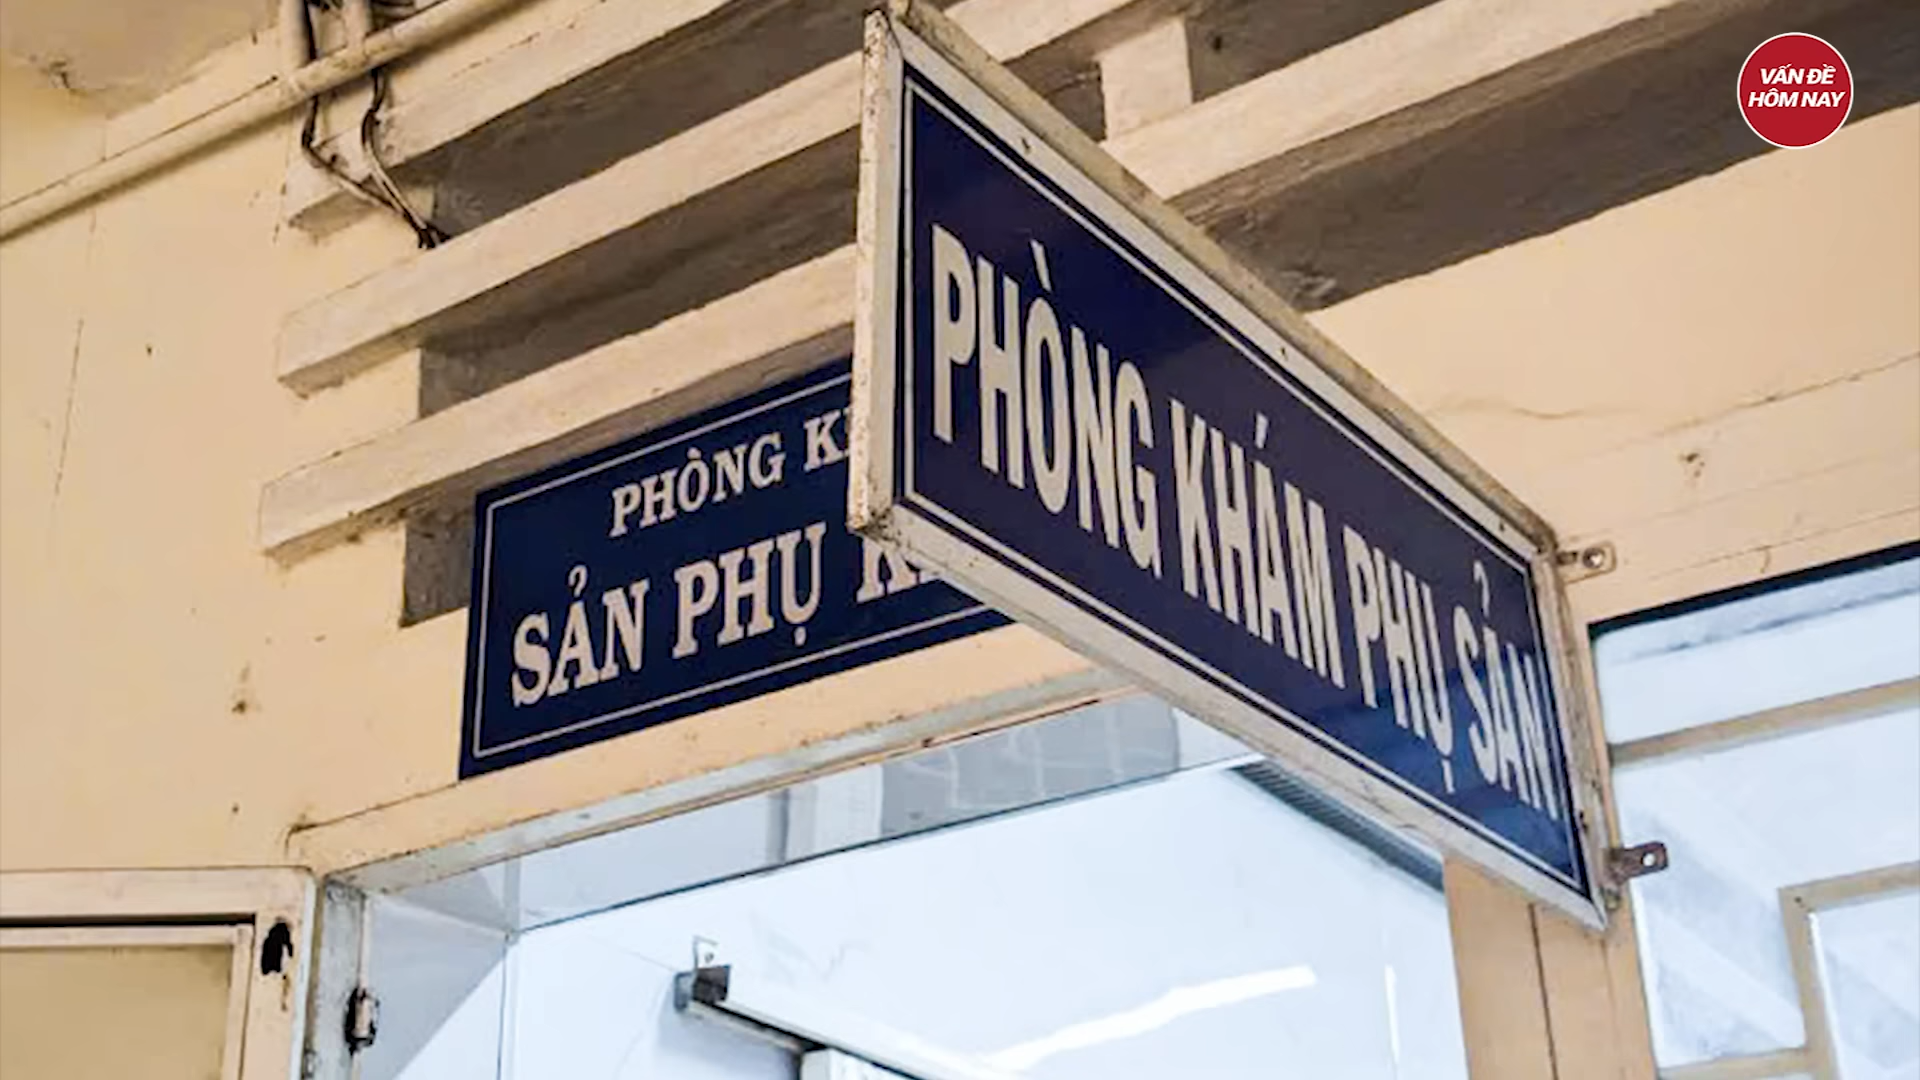 VẤN ĐỀ
HÔM NAY
PHÒNG KHÁM PHỤ SẢN
PHÒNG
SẢN PHỤ